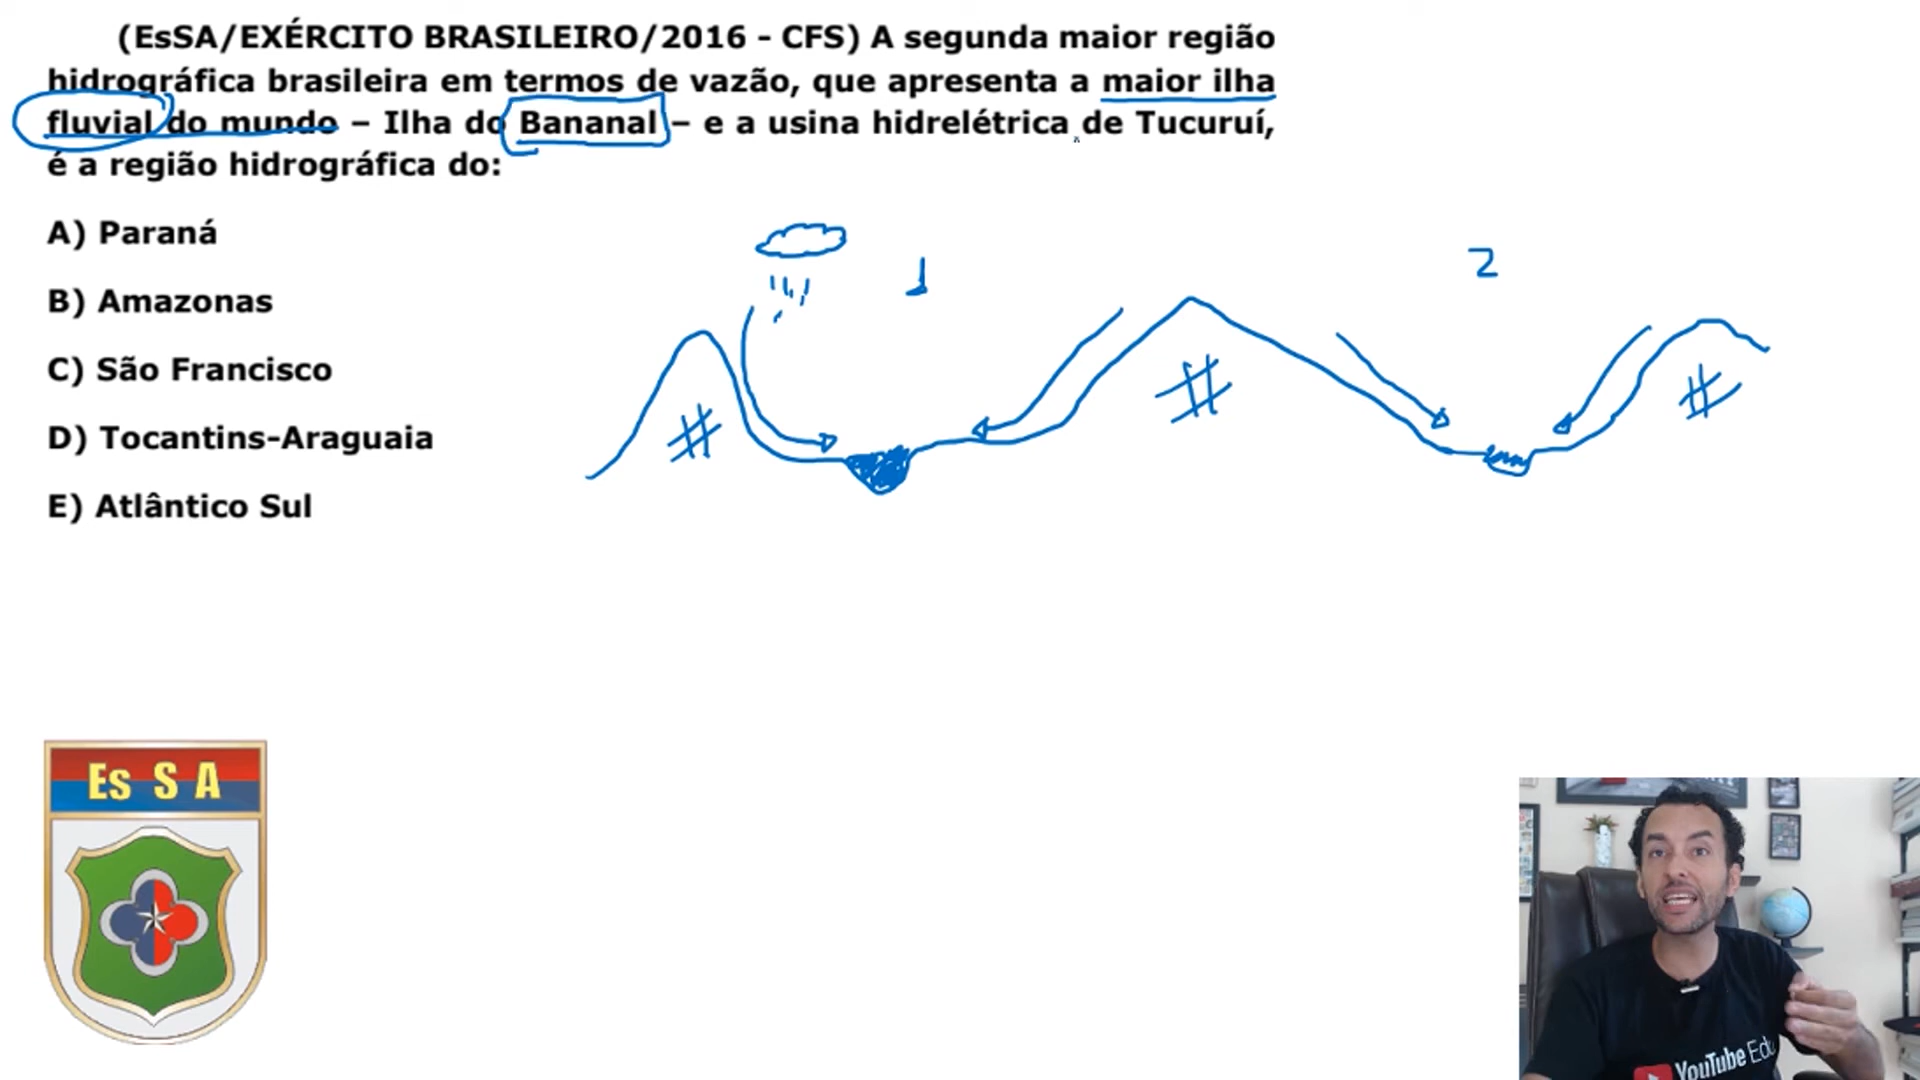 (EsSA/EXÉRCITO BRASILEIRO/2016 - CFS) A segunda maior região
hidrográfica brasileira em termos de vazão, que apresenta a maior ilha
fluvial do mundo – Ilha do Bananal – e a usina hidrelétrica de Tucuruí,
é a região hidrográfica do:
A) Paraná
B) Amazonas
C) São Francisco
D) Tocantins-Araguaia
E) Atlântico Sul
1
2
#
#
#
Es S A
YouTube Edu